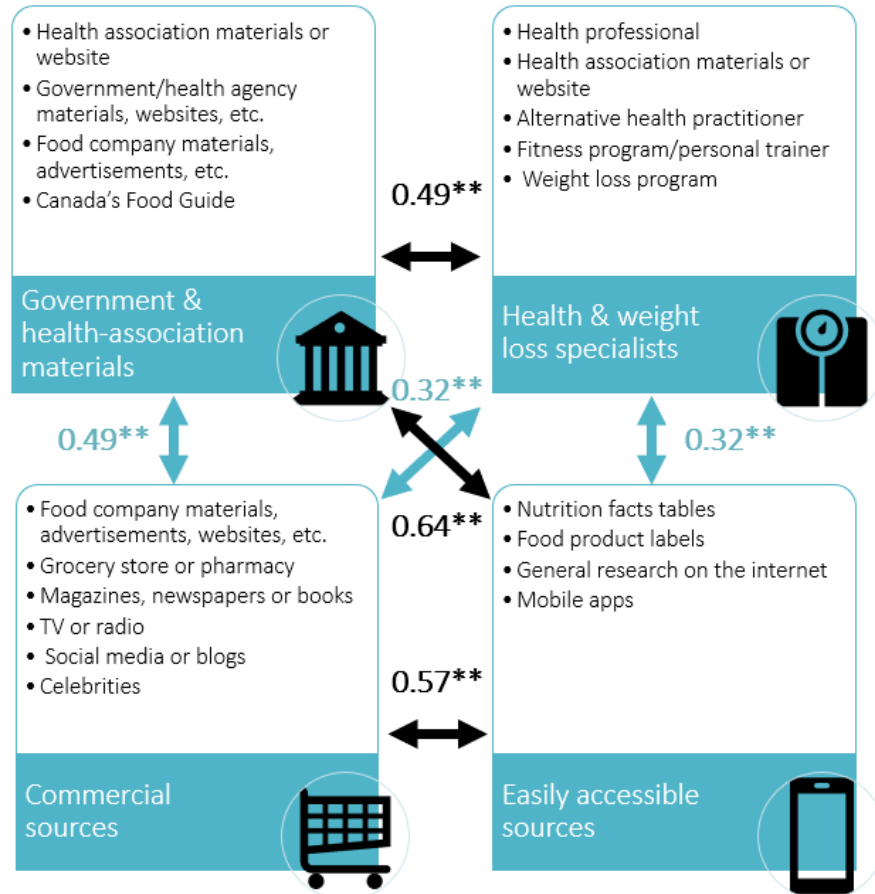 • Health association materials or
website
• Government/health agency
materials, websites, etc.
• Food company materials,
advertisements, etc.
• Canada's Food Guide
Government &
health-association
materials
0.49**
• Health professional
• Health association materials or
website
• Alternative health practitioner
• Fitness program/personal trainer
• Weight loss program
Health & weight
loss specialists
0.32**
0.49**
0.32**
0.64**
• Food company materials,
advertisements, websites, etc.
• Grocery store or pharmacy
• Magazines, newspapers or books
• TV or radio
• Social media or blogs
• Celebrities
Commercial
sources
0.57**
• Nutrition facts tables
• Food product labels
• General research on the internet
• Mobile apps
Easily accessible
sources